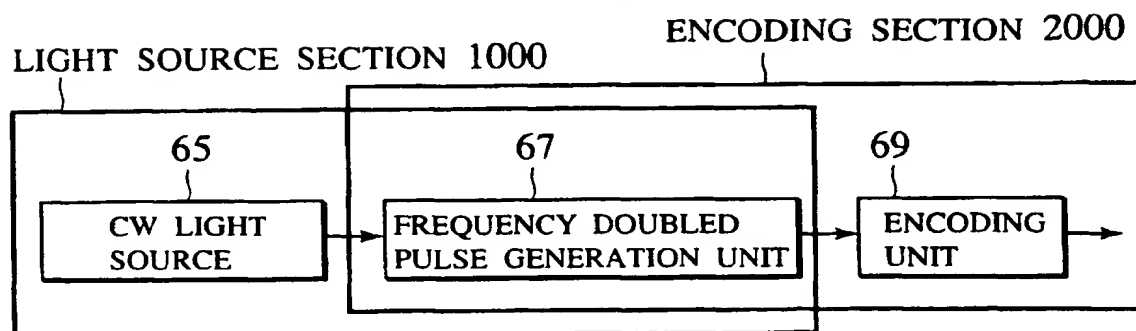 ENCODING SECTION 2000
LIGHT SOURCE SECTION 1000
65
67
69
CW LIGHT
SOURCE
FREQUENCY DOUBLED
PULSE GENERATION UNIT
ENCODING
UNIT